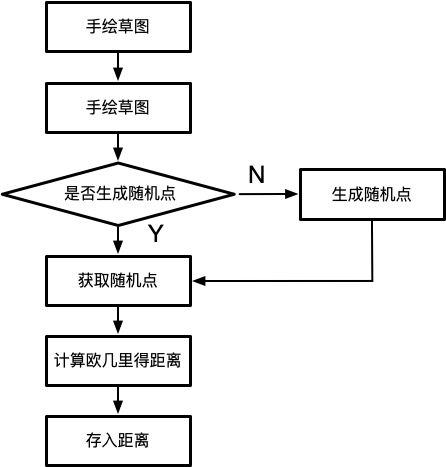 手绘草图
手绘草图
是否生成随机点
N
生成随机点
Y
获取随机点
计算欧几里得距离
存入距离